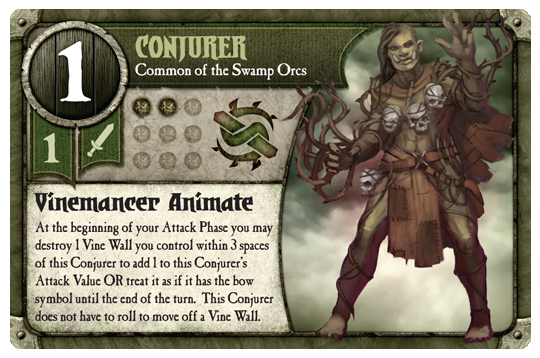 1
CONJURER
Common of the Swamp Orcs
1
Vinemancer Animate
At the beginning of your Attack Phase you may
destroy 1 Vine Wall you control within 3 spaces
of this Conjurer to add 1 to this Conjurer's
Attack Value OR treat it as if it has the bow
symbol until the end of the turn. This Conjurer
does not have to roll to move off a Vine Wall.